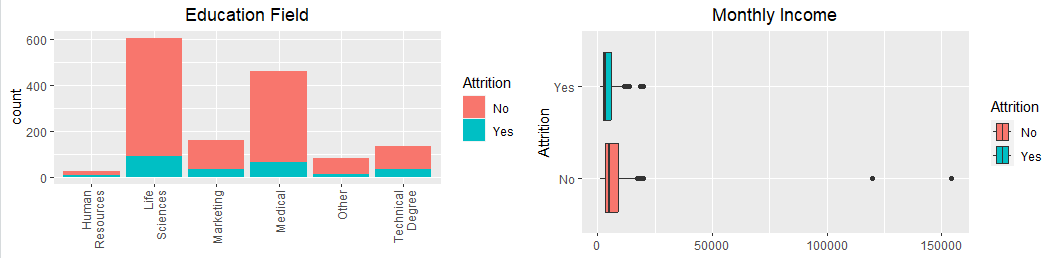 Education Field
600
400
200
0
count
Human
Resources
Life
Sciences
Marketing
Medical
Other
Technical
Degree
Attrition
No
Yes
Monthly Income
Yes
No
Attrition
0
50000
100000
150000
Attrition
No
Yes